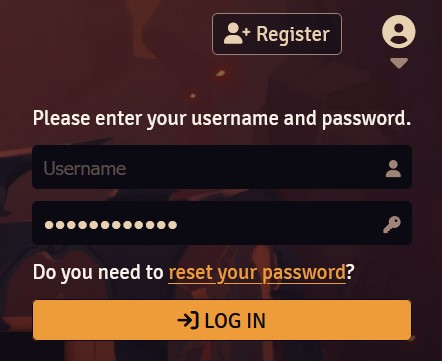 Register
Please enter your username and password.
Username
••••••••••••
Do you need to reset your password?
LOG IN